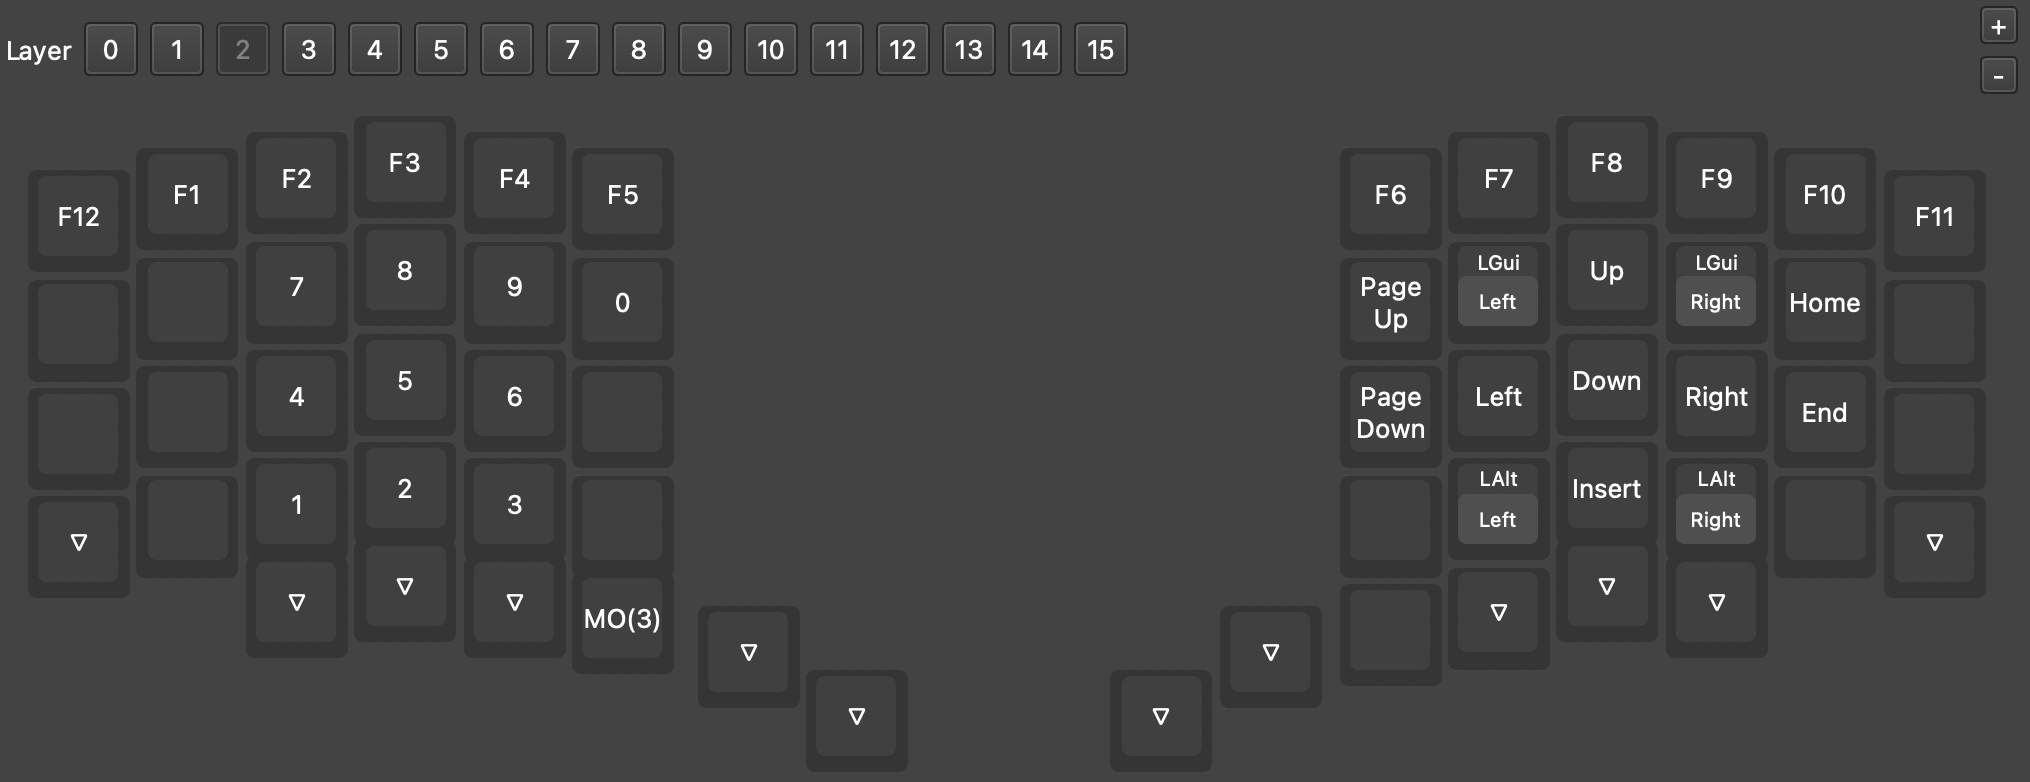 Layer 0 1 2 3 4 5 6 7 8 9 10 11 12 13 14 15 +
-
F12 F1 F2 F3 F4 F5 F6 F7 F8 F9 F10 F11
7 8 9 0 Page Up LGui Left Up LGui Right Home
4 5 6 Page Down Left Down Right End
▽ 1 2 3 LAlt Left Insert LAlt Right ▽
▽ ▽ ▽ MO(3) ▽ ▽ ▽
▽ ▽
▽ ▽